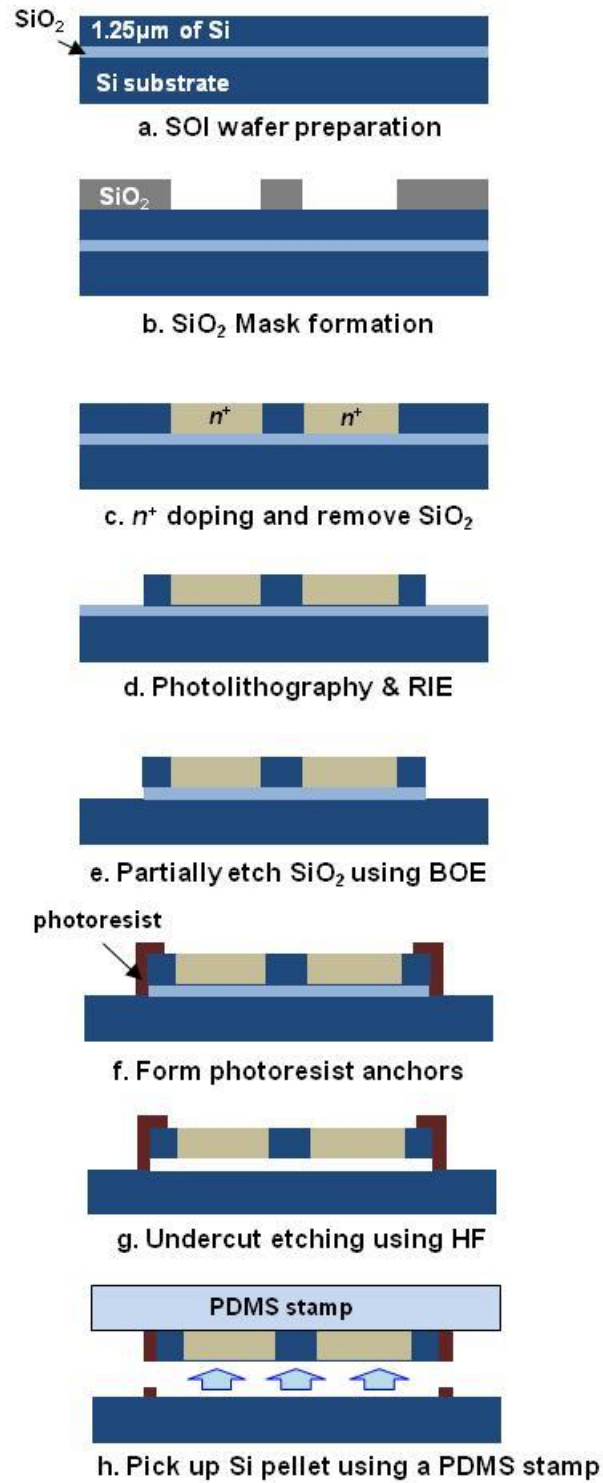 SiO₂
1.25µm of Si
Si substrate
a. SOI wafer preparation
SiO₂
b. SiO₂ Mask formation
n⁺ n⁺
c. n⁺ doping and remove SiO₂
d. Photolithography & RIE
e. Partially etch SiO₂ using BOE
photoresist
f. Form photoresist anchors
g. Undercut etching using HF
PDMS stamp
h. Pick up Si pellet using a PDMS stamp